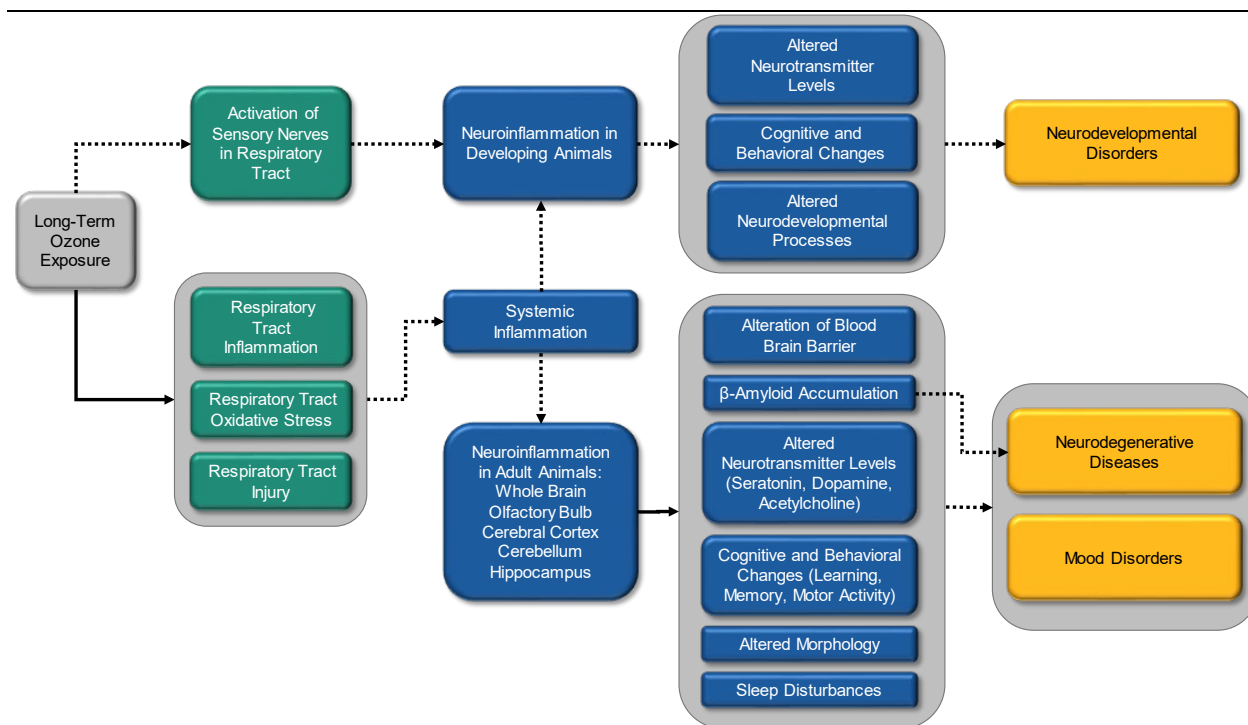 Long-Term
Ozone
Exposure
Activation of
Sensory Nerves
in Respiratory
Tract
Respiratory
Tract
Inflammation
Respiratory Tract
Oxidative Stress
Respiratory Tract
Injury
Neuroinflammation in
Developing Animals
Systemic
Inflammation
Neuroinflammation
in Adult Animals:
Whole Brain
Olfactory Bulb
Cerebral Cortex
Cerebellum
Hippocampus
Altered
Neurotransmitter
Levels
Cognitive and
Behavioral Changes
Altered
Neurodevelopmental
Processes
Alteration of Blood
Brain Barrier
β-Amyloid Accumulation
Altered
Neurotransmitter Levels
(Seratonin, Dopamine,
Acetylcholine)
Cognitive and Behavioral
Changes (Learning,
Memory, Motor Activity)
Altered Morphology
Sleep Disturbances
Neurodevelopmental
Disorders
Neurodegenerative
Diseases
Mood Disorders